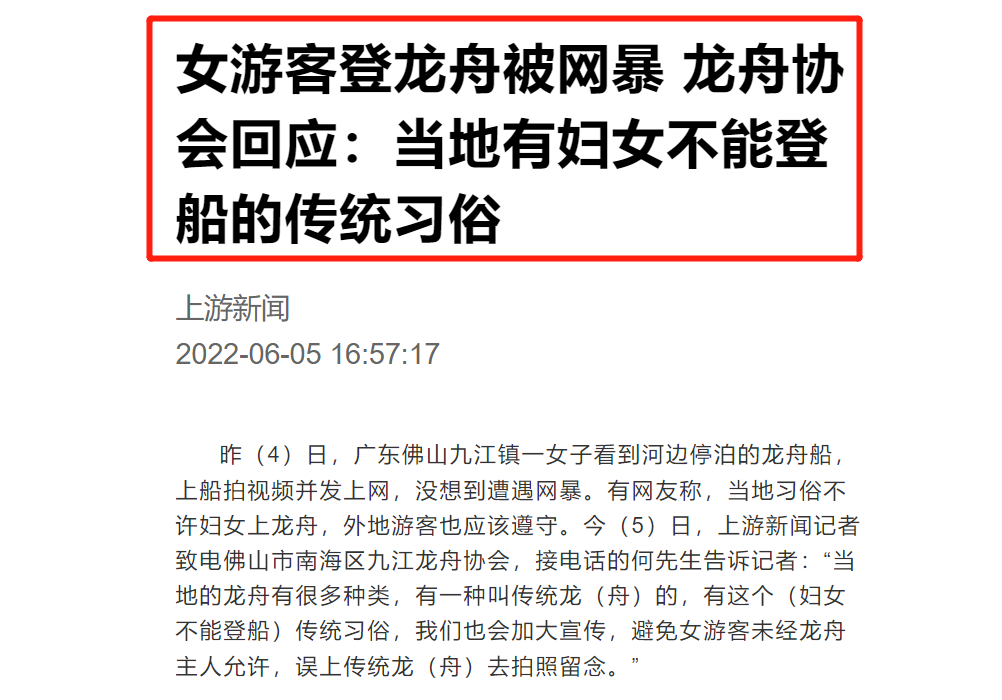 女游客登龙舟被网暴 龙舟协
会回应：当地有妇女不能登
船的传统习俗
上游新闻
2022-06-05 16:57:17
昨（4）日，广东佛山九江镇一女子看到河边停泊的龙舟船，
上船拍视频并发上网，没想到遭遇网暴。有网友称，当地习俗不
许妇女上龙舟，外地游客也应该遵守。今（5）日，上游新闻记者
致电佛山市南海区九江龙舟协会，接电话的何先生告诉记者：“当
地的龙舟有很多种类，有一种叫传统龙（舟）的，有这个（妇女
不能登船）传统习俗，我们也会加大宣传，避免女游客未经龙舟
主人允许，误上传统龙（舟）去拍照留念。”